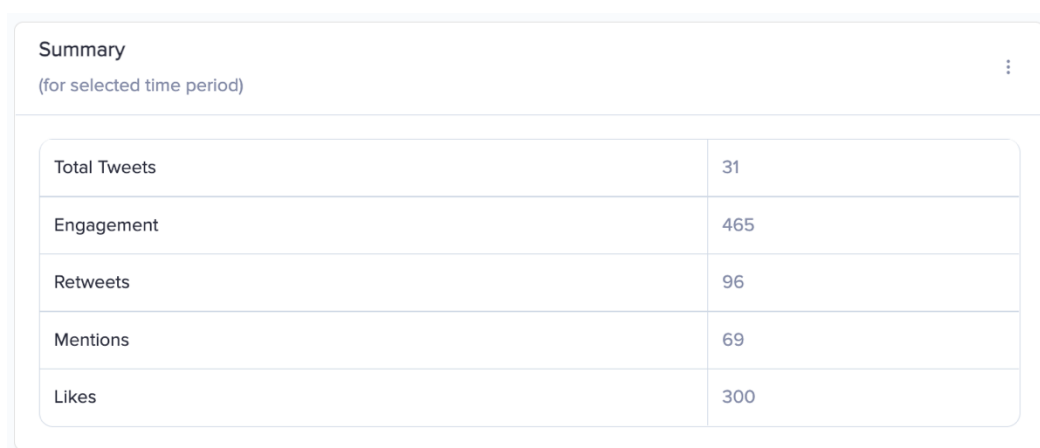 Summary
(for selected time period)
Total Tweets 31
Engagement 465
Retweets 96
Mentions 69
Likes 300